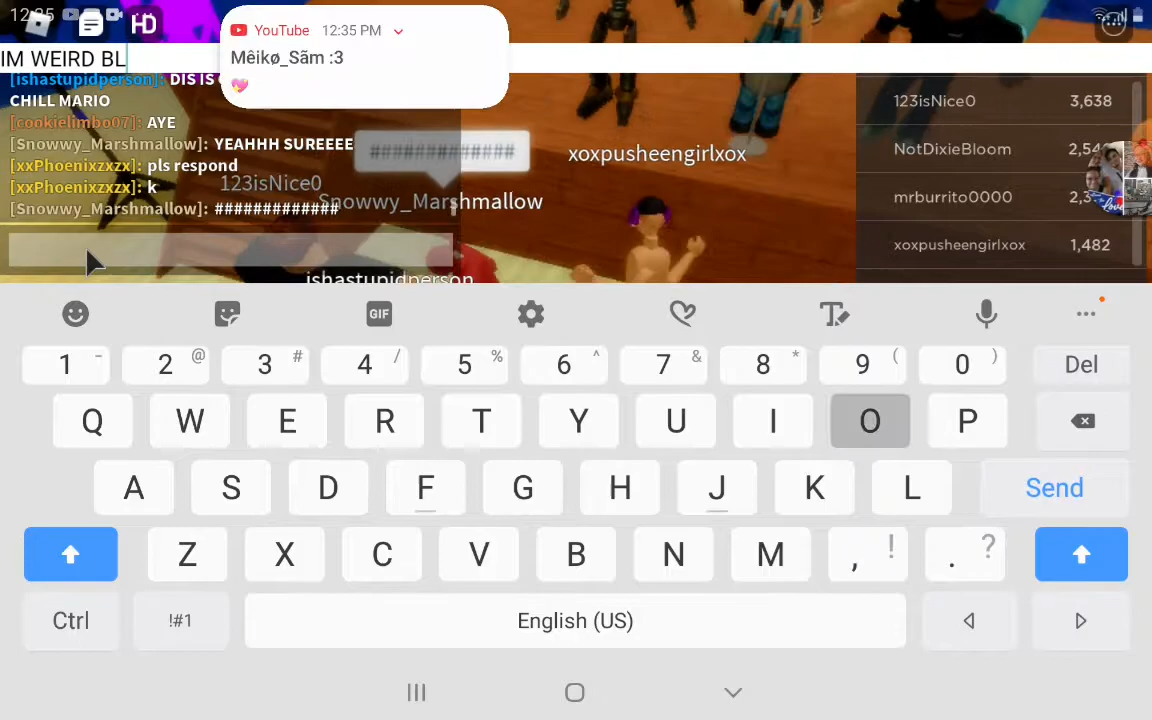 12:35
HD
YouTube 12:35 PM
Mêikø_Sãm :3
💖
IM WEIRD BL
[ishastupidperson]: DIS IS
CHILL MARIO
[cookielimbo07]: AYE
[Snowwy_Marshmallow]: YEAHHH SUREEEE
[xxPhoenixzxzx]: pls respond
[xxPhoenixzxzx]: k
[Snowwy_Marshmallow]: #############
#############
123isNice0
Snowwy_Marshmallow
xoxpusheengirlxox
ishastupidperson
123isNice0 3,638
NotDixieBloom
mrburrito0000
xoxpusheengirlxox 1,482
GIF
1 - 2 @ 3 # 4 / 5 % 6 ^ 7 & 8 * 9 ( 0 ) Del
Q W E R T Y U I O P
A S D F G H J K L Send
Z X C V B N M , ! . ?
Ctrl !#1 English (US)